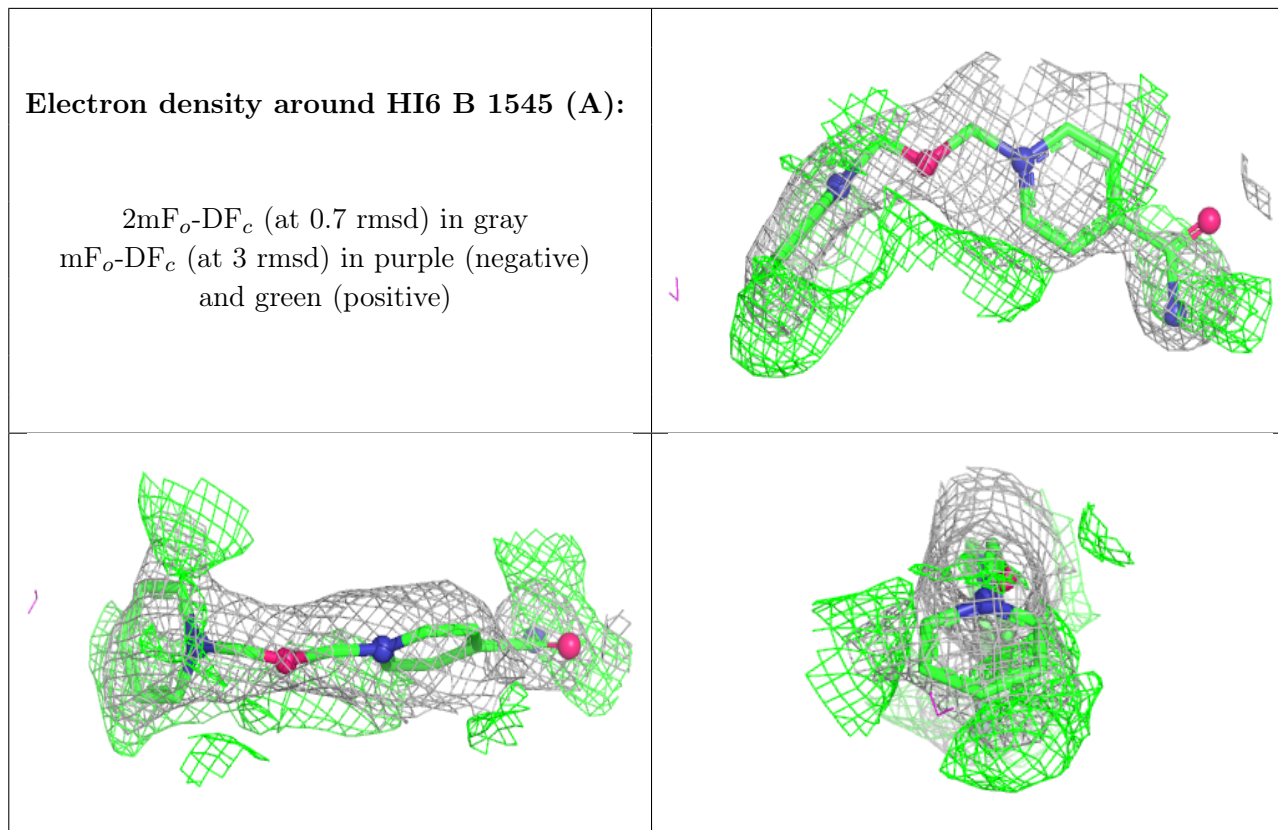 Electron density around HI6 B 1545 (A):
2mFo-DFc (at 0.7 rmsd) in gray
mFo-DFc (at 3 rmsd) in purple (negative)
and green (positive)